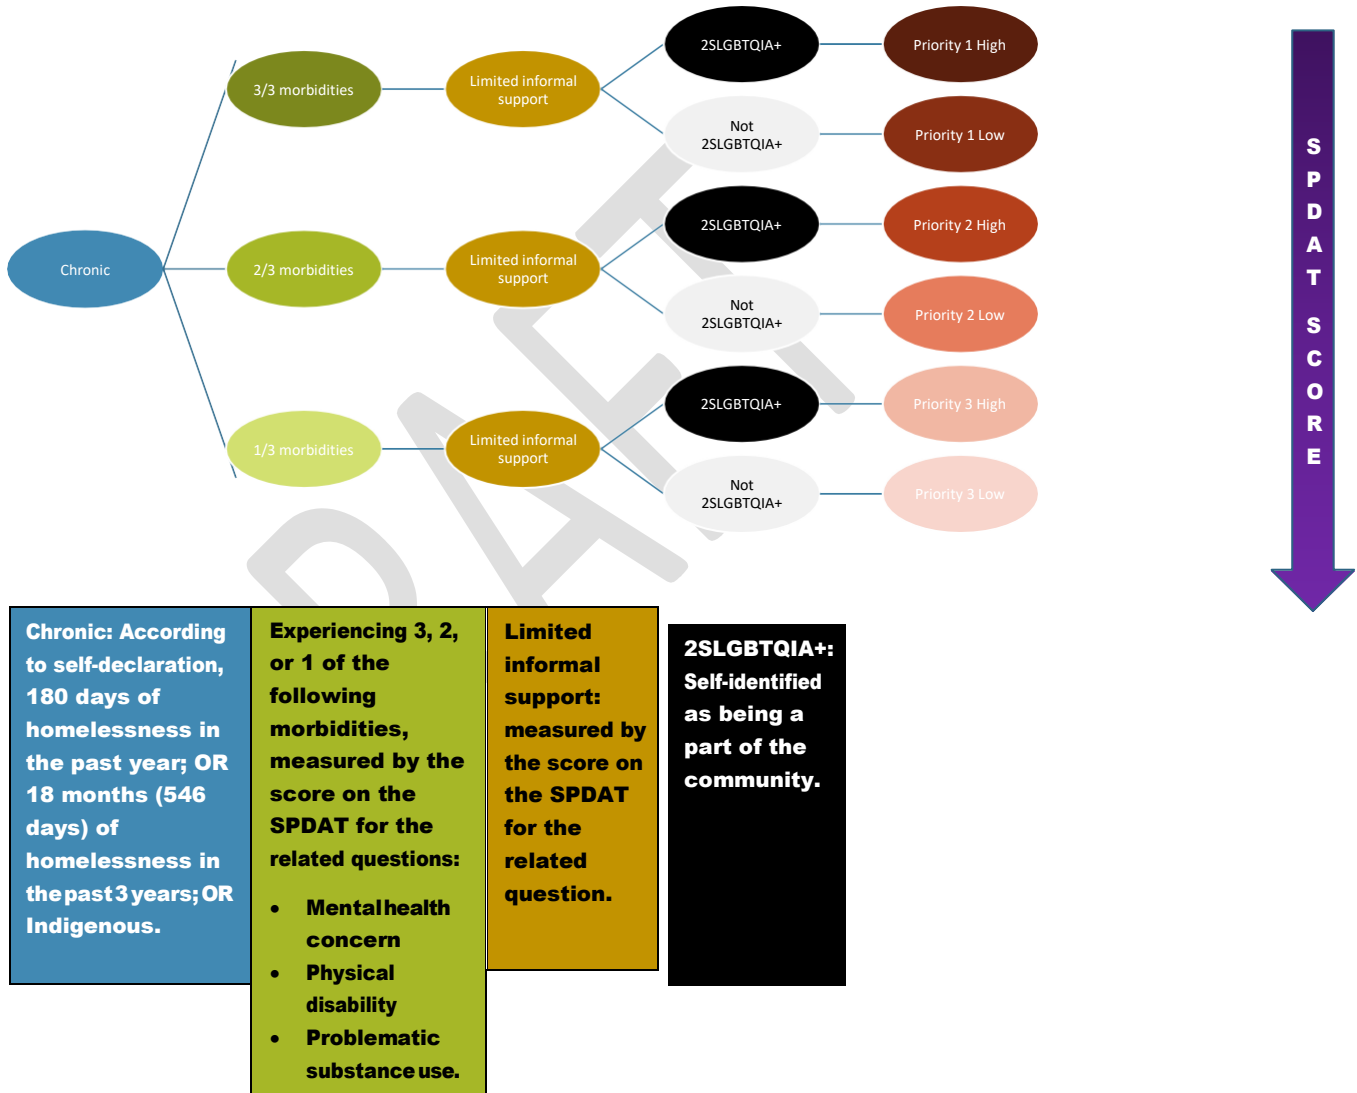 Chronic
3/3 morbidities
Limited informal
support
2SLGBTQIA+
Priority 1 High
Not
2SLGBTQIA+
Priority 1 Low
2/3 morbidities
Limited informal
support
2SLGBTQIA+
Priority 2 High
Not
2SLGBTQIA+
Priority 2 Low
1/3 morbidities
Limited informal
support
2SLGBTQIA+
Priority 3 High
Not
2SLGBTQIA+
Priority 3 Low
SPDAT SCORE
DRAFT
Chronic: According
to self-declaration,
180 days of
homelessness in
the past year; OR
18 months (546
days) of
homelessness in
the past 3 years; OR
Indigenous.
Experiencing 3, 2,
or 1 of the
following
morbidities,
measured by the
score on the
SPDAT for the
related questions:
• Mental health
concern
• Physical
disability
• Problematic
substance use.
Limited
informal
support:
measured by
the score on
the SPDAT
for the
related
question.
2SLGBTQIA+:
Self-identified
as being a
part of the
community.